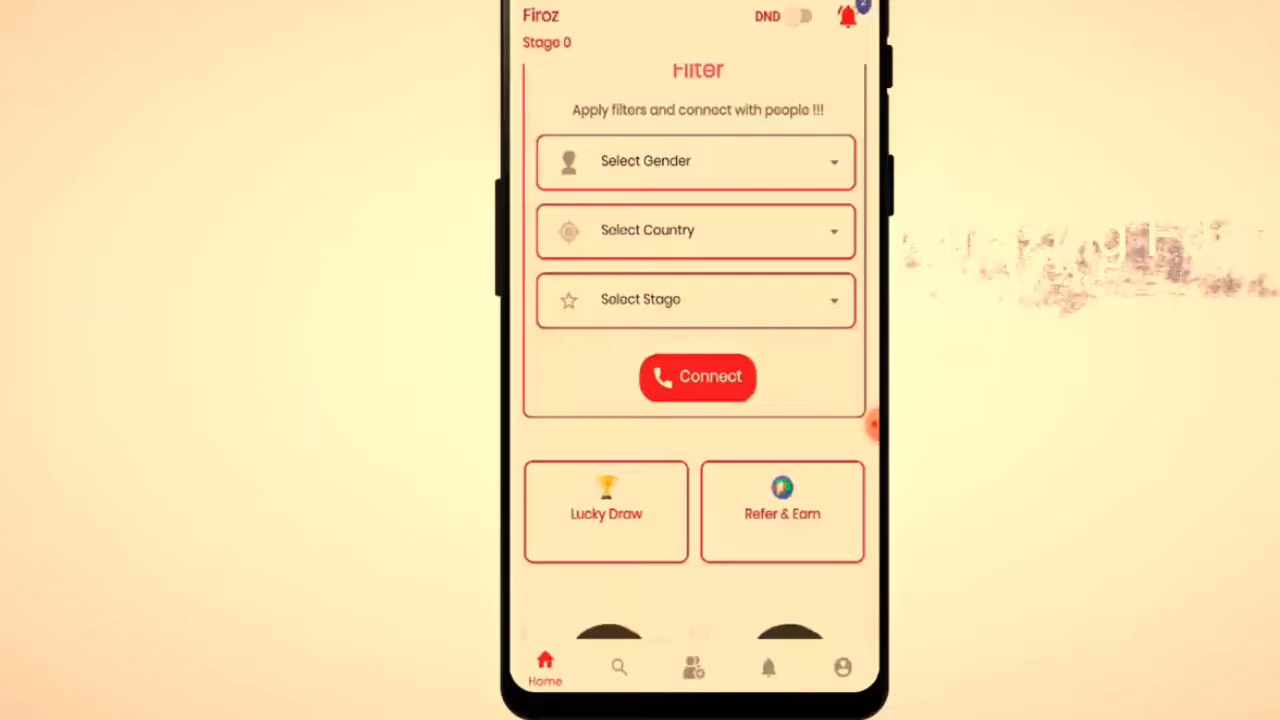 Firoz
DND
2
Stage 0
Filter
Apply filters and connect with people !!!
Select Gender
Select Country
Select Stage
Connect
Lucky Draw
Refer & Earn
Home